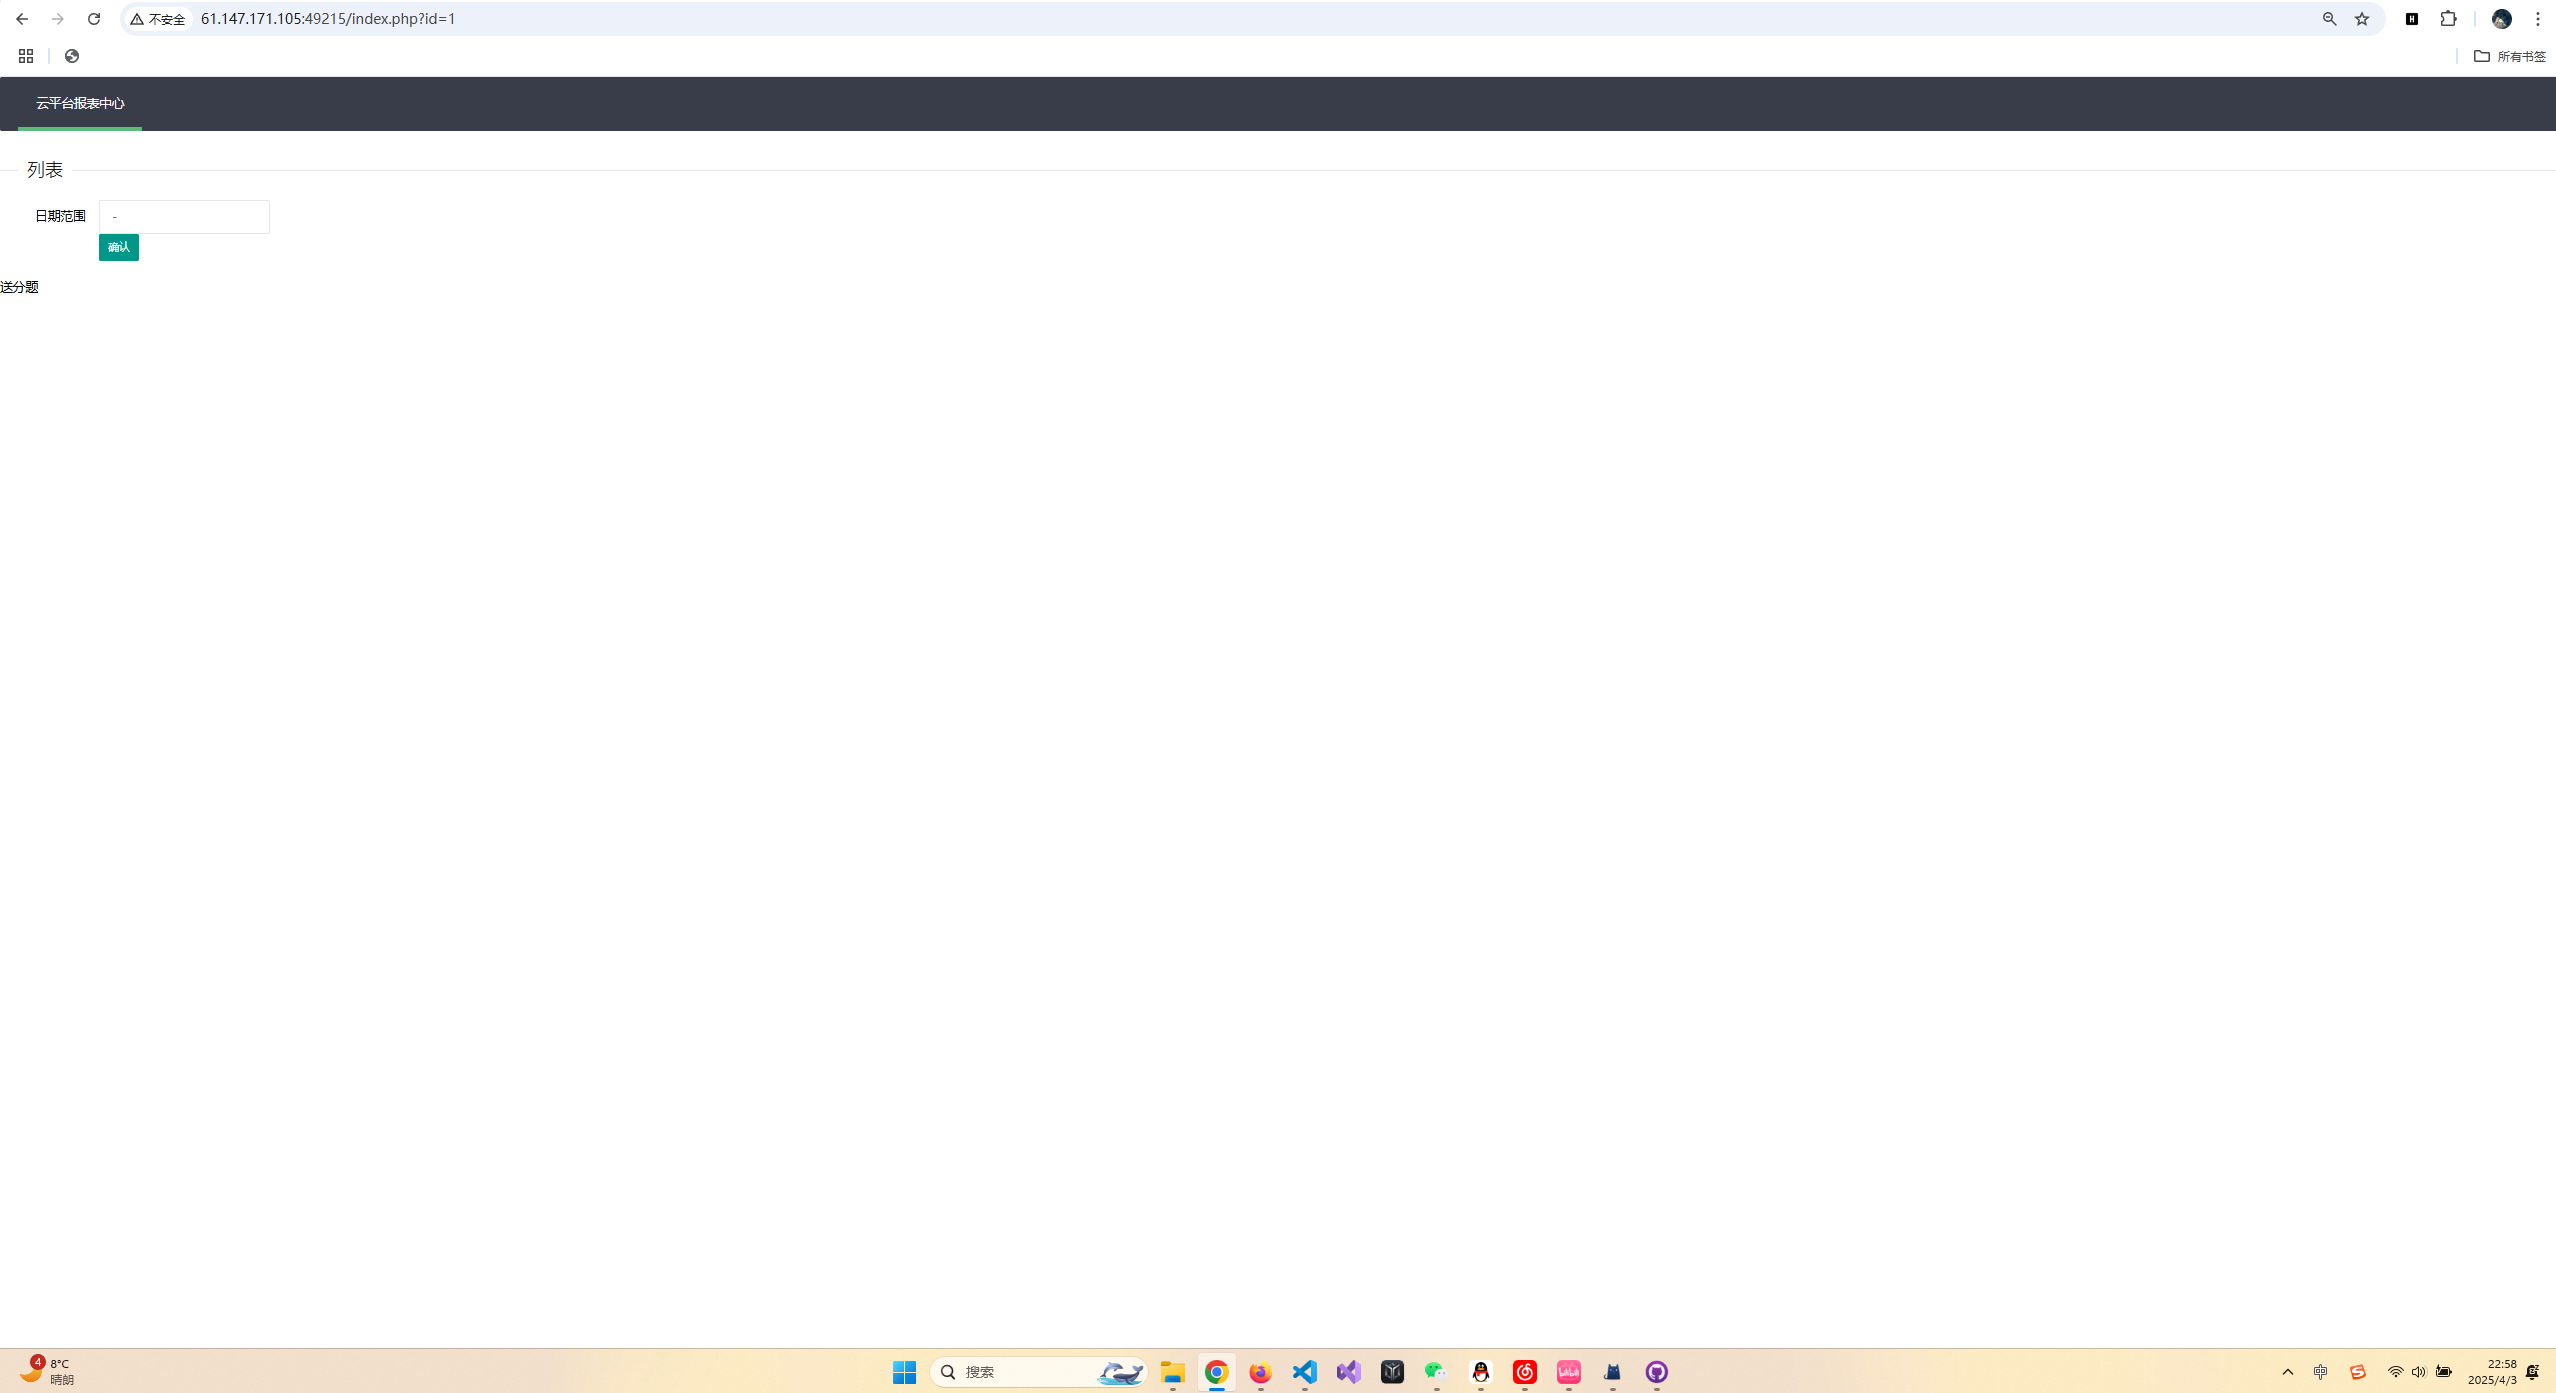 不安全 61.147.171.105:49215/index.php?id=1
所有书签
云平台报表中心
列表
日期范围 -
确认
送分题
4 8°C
晴朗
搜索
中
22:58
2025/4/3